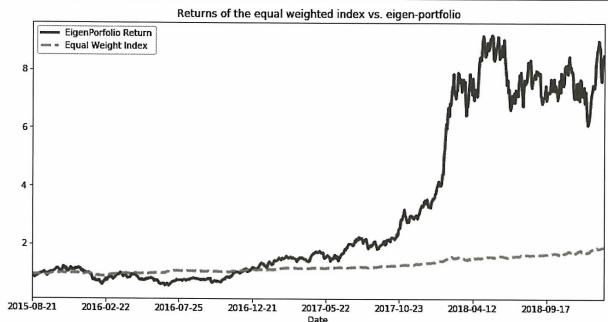 Returns of the equal weighted index vs. eigen-portfolio
EigenPorfolio Return
Equal Weight Index
8
6
4
2
2015-08-21 2016-02-22 2016-07-25 2016-12-21 2017-05-22 2017-10-23 2018-04-12 2018-09-17
Date